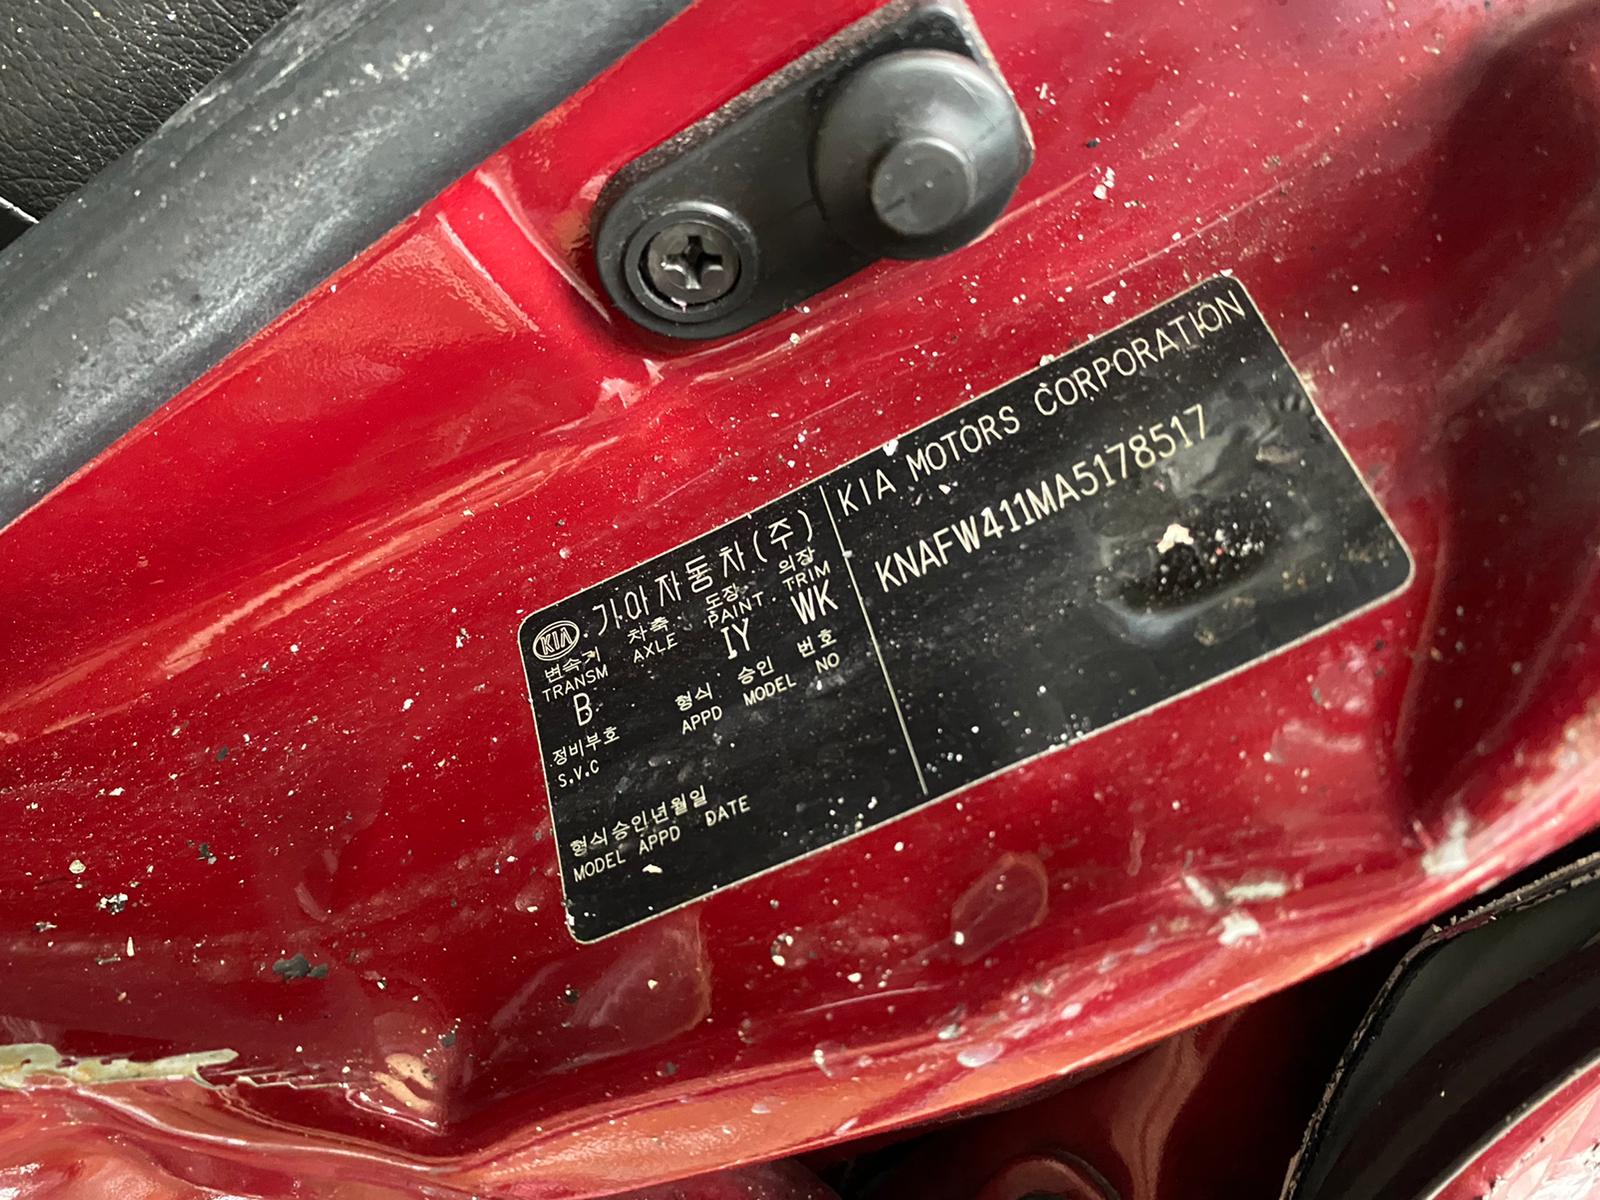 KIA 기아자동차(주)
변속기 차축 도장 의장
TRANSM AXLE PAINT TRIM
B IY WK
정비부호 형식 승인 번호
S.V.C APPD MODEL NO
형식승인년월일
MODEL APPD DATE
KIA MOTORS CORPORATION
KNAFW411MA5178517